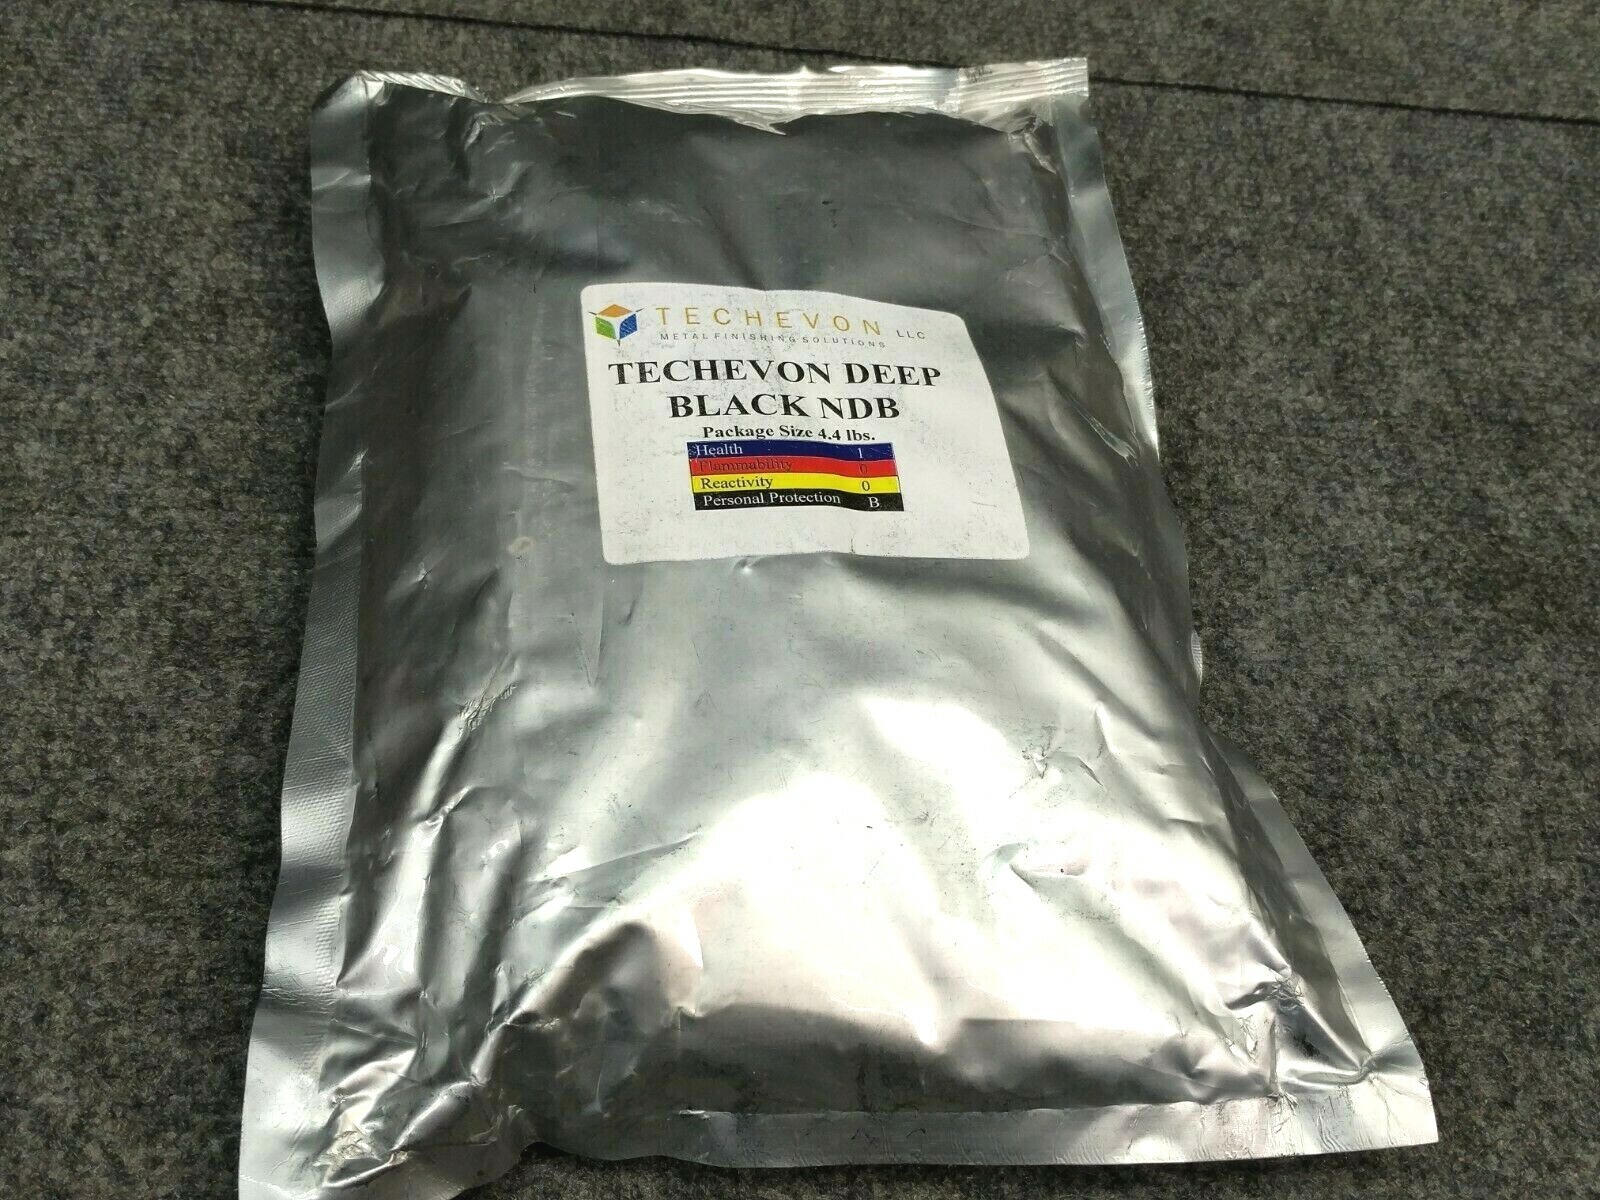 TECHEVON LLC
METAL FINISHING SOLUTIONS
TECHEVON DEEP
BLACK NDB
Package Size 4.4 lbs.
Health 1
Flammability 0
Reactivity 0
Personal Protection B